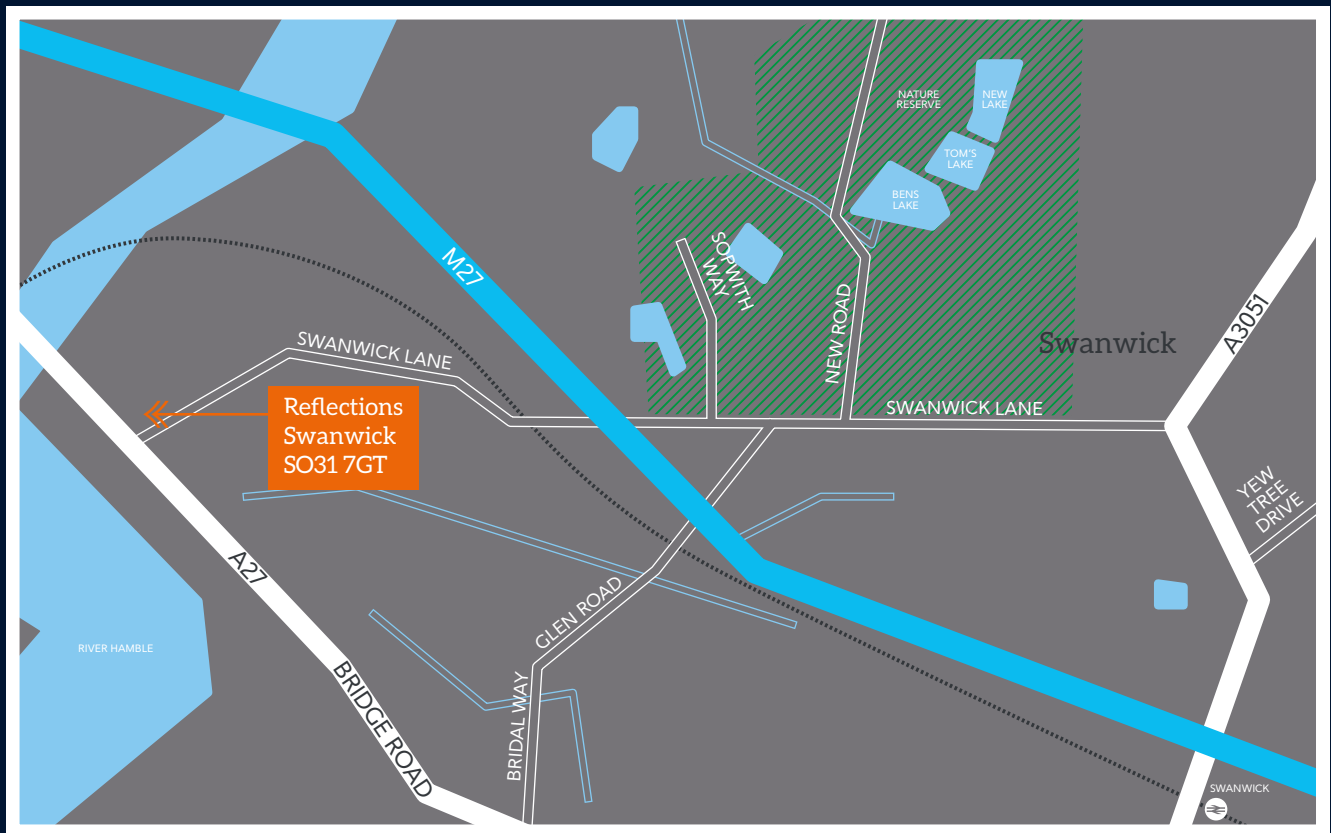 NATURE
RESERVE
NEW
LAKE
TOM'S
LAKE
BENS
LAKE
SOPWITH
WAY
M27
NEW ROAD
A3051
Swanwick
SWANWICK LANE
SWANWICK LANE
Reflections
Swanwick
SO31 7GT
YEW
TREE
DRIVE
A27
GLEN ROAD
RIVER HAMBLE
BRIDGE ROAD
BRIDAL WAY
SWANWICK